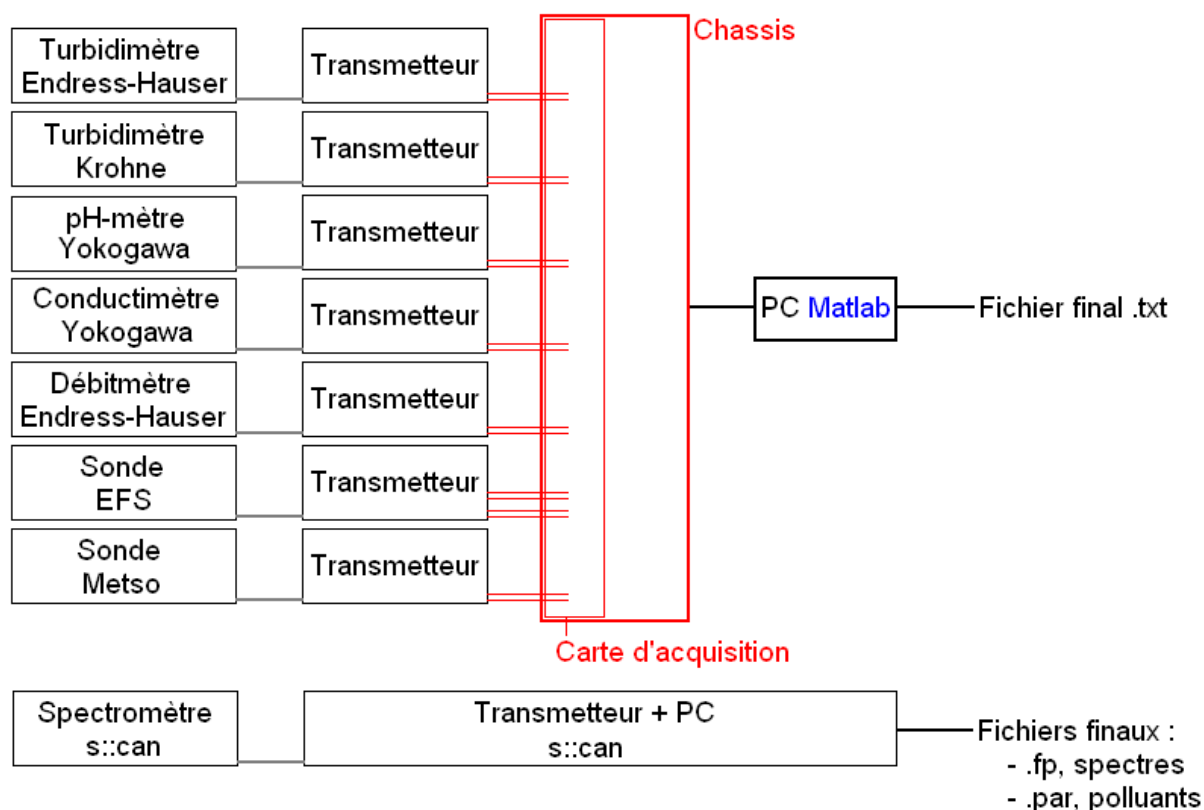 Chassis
Turbidimètre
Endress-Hauser
Transmetteur
Turbidimètre
Krohne
Transmetteur
pH-mètre
Yokogawa
Transmetteur
Conductimètre
Yokogawa
Transmetteur
PC Matlab
Fichier final .txt
Débitmètre
Endress-Hauser
Transmetteur
Sonde
EFS
Transmetteur
Sonde
Metso
Transmetteur
Carte d'acquisition
Spectromètre
s::can
Transmetteur + PC
s::can
Fichiers finaux :
- .fp, spectres
- .par, polluants